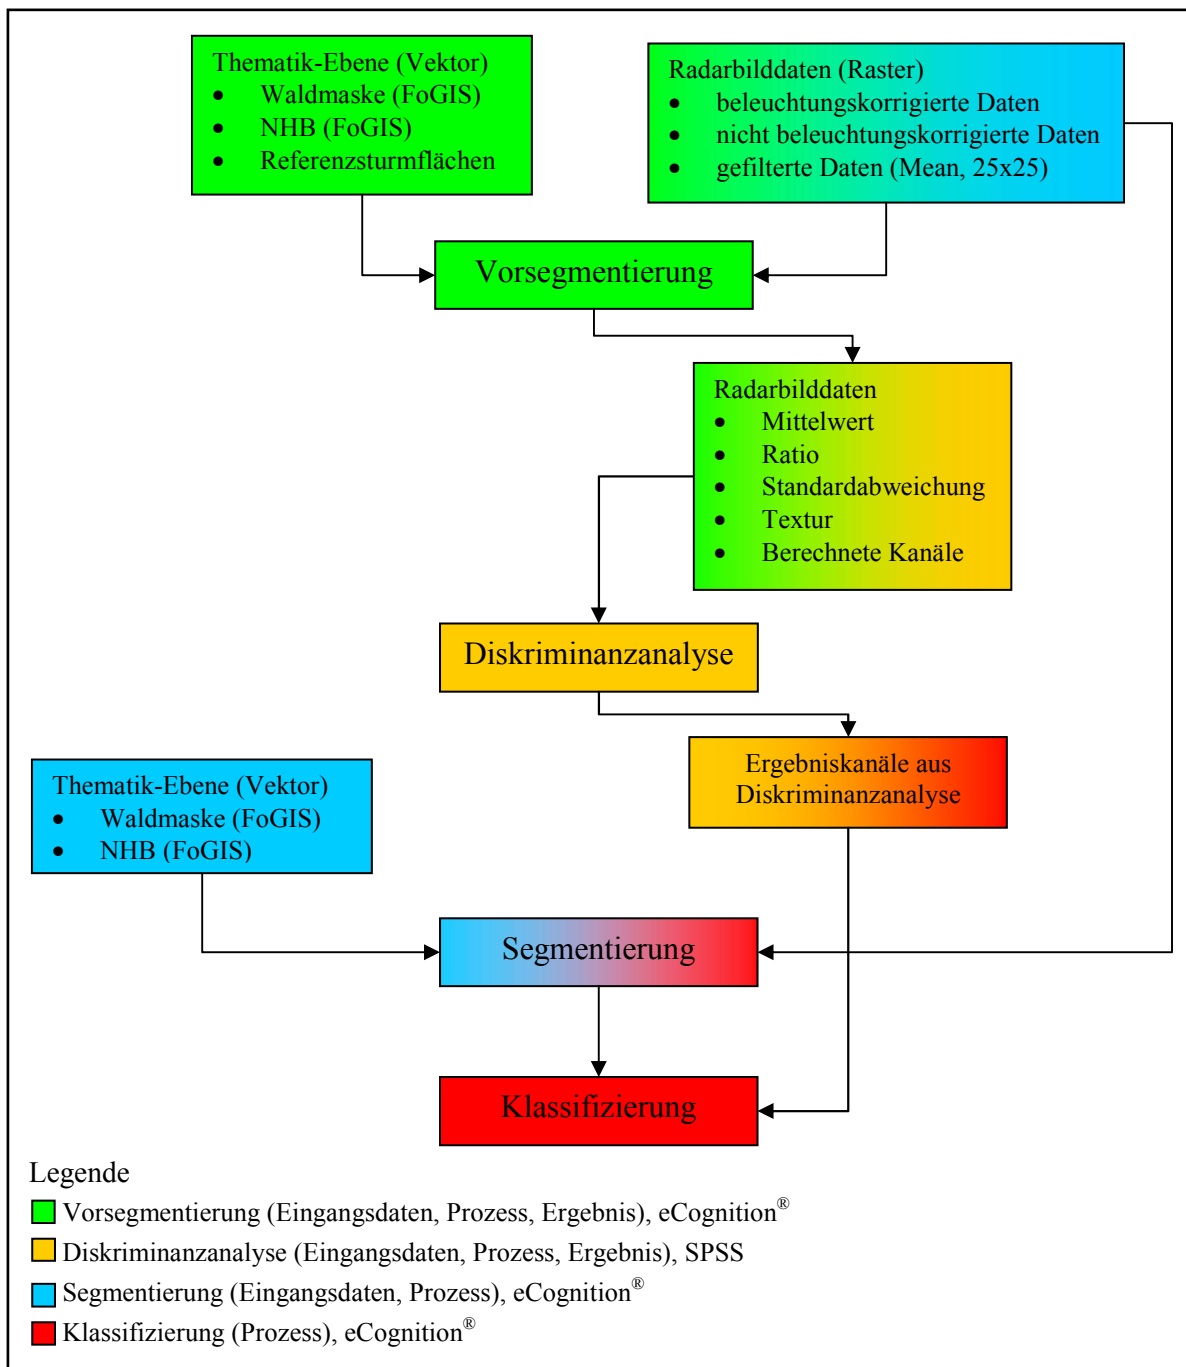 Thematik-Ebene (Vektor)
• Waldmaske (FoGIS)
• NHB (FoGIS)
• Referenzsturmflächen
Radarbilddaten (Raster)
• beleuchtungskorrigierte Daten
• nicht beleuchtungskorrigierte Daten
• gefilterte Daten (Mean, 25x25)
Vorsegmentierung
Radarbilddaten
• Mittelwert
• Ratio
• Standardabweichung
• Textur
• Berechnete Kanäle
Diskriminanzanalyse
Ergebniskanäle aus
Diskriminanzanalyse
Thematik-Ebene (Vektor)
• Waldmaske (FoGIS)
• NHB (FoGIS)
Segmentierung
Klassifizierung
Legende
Vorsegmentierung (Eingangsdaten, Prozess, Ergebnis), eCognition®
Diskriminanzanalyse (Eingangsdaten, Prozess, Ergebnis), SPSS
Segmentierung (Eingangsdaten, Prozess), eCognition®
Klassifizierung (Prozess), eCognition®